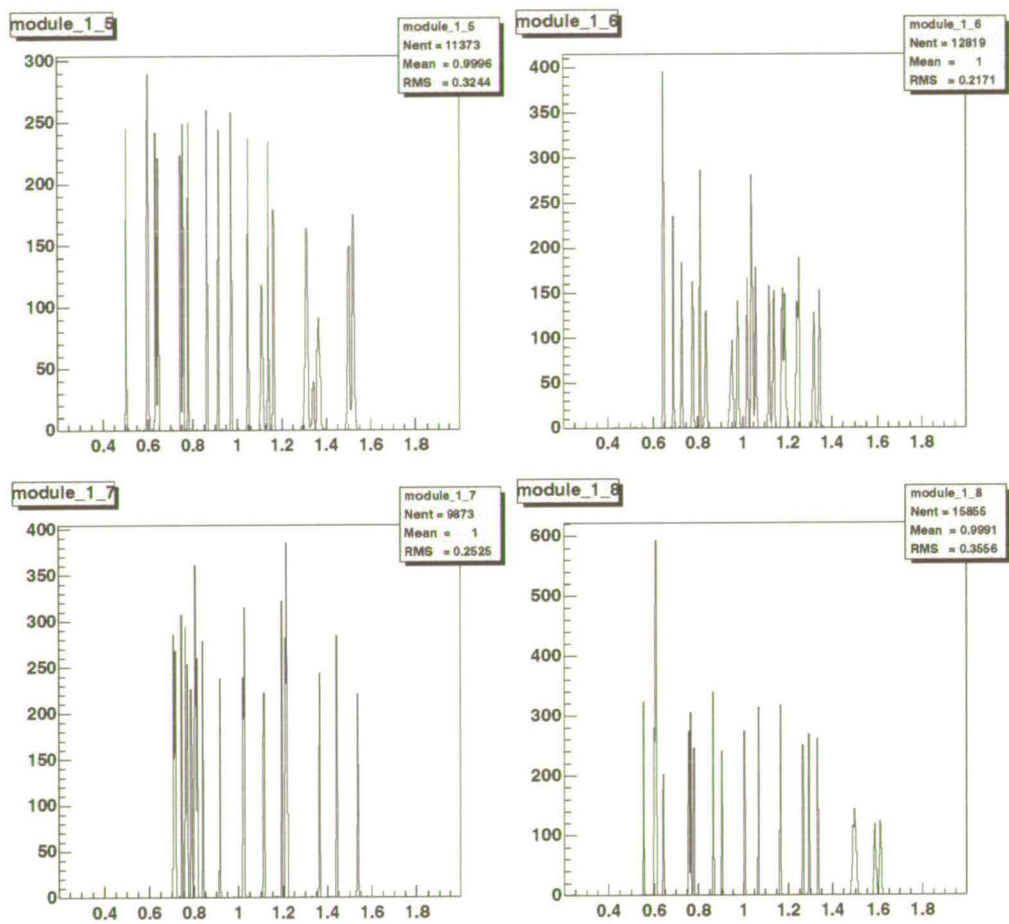 module_1_5
module_1_5
Nent = 11373
Mean = 0.9996
RMS = 0.3244
300
250
200
150
100
50
0
0.4 0.6 0.8 1 1.2 1.4 1.6 1.8
module_1_6
module_1_6
Nent = 12819
Mean = 1
RMS = 0.2171
400
350
300
250
200
150
100
50
0
0.4 0.6 0.8 1 1.2 1.4 1.6 1.8
module_1_7
module_1_7
Nent = 9873
Mean = 1
RMS = 0.2525
400
350
300
250
200
150
100
50
0
0.4 0.6 0.8 1 1.2 1.4 1.6 1.8
module_1_8
module_1_8
Nent = 15855
Mean = 0.9991
RMS = 0.3556
600
500
400
300
200
100
0
0.4 0.6 0.8 1 1.2 1.4 1.6 1.8